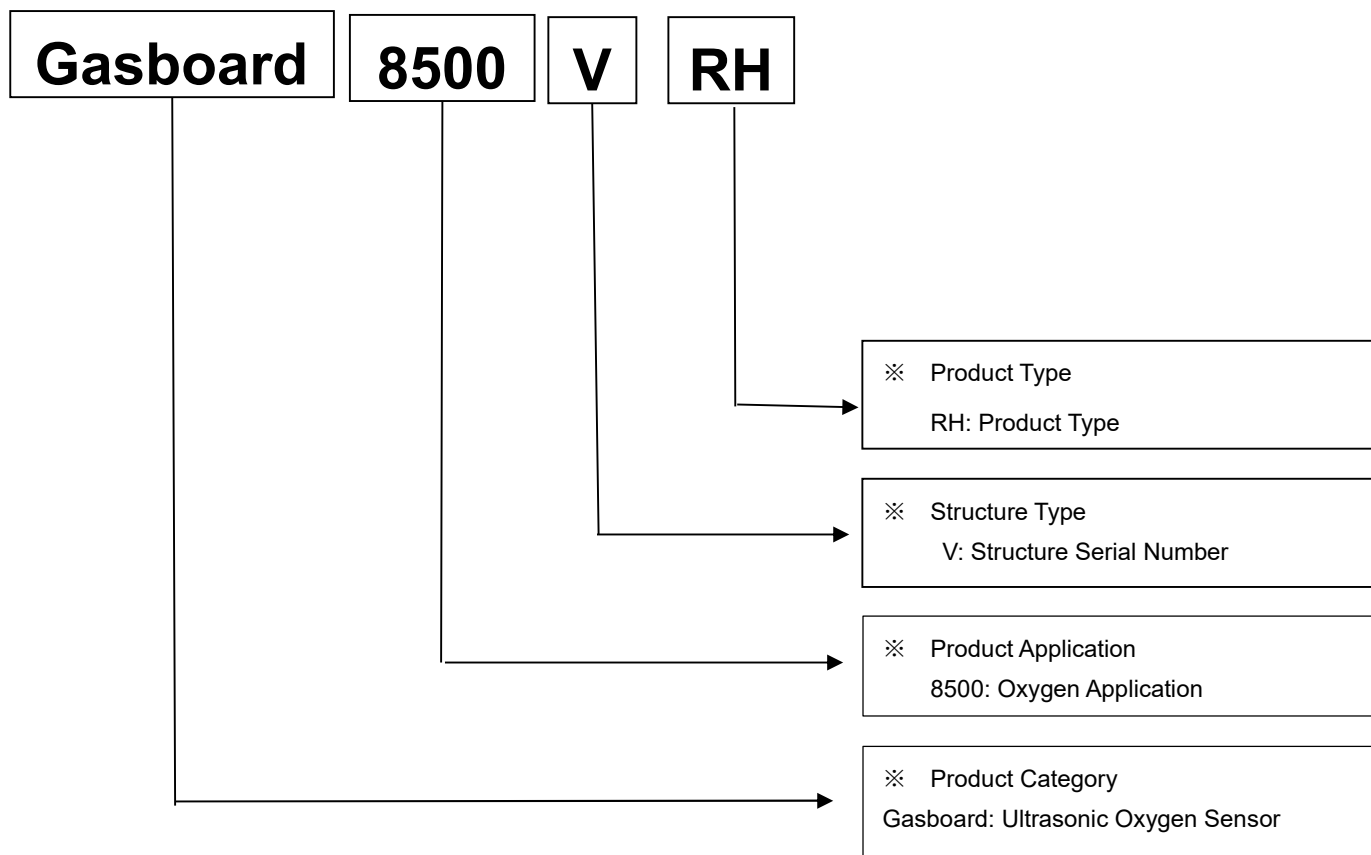 Gasboard 8500 V RH
※ Product Type
RH: Product Type
※ Structure Type
V: Structure Serial Number
※ Product Application
8500: Oxygen Application
※ Product Category
Gasboard: Ultrasonic Oxygen Sensor